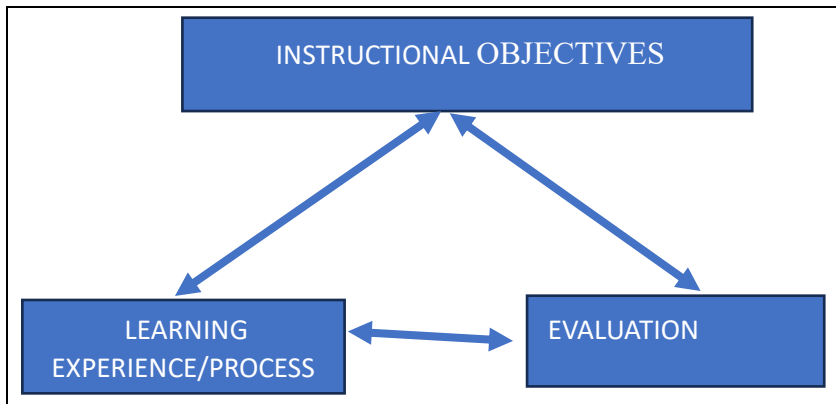 INSTRUCTIONAL OBJECTIVES
LEARNING
EXPERIENCE/PROCESS
EVALUATION